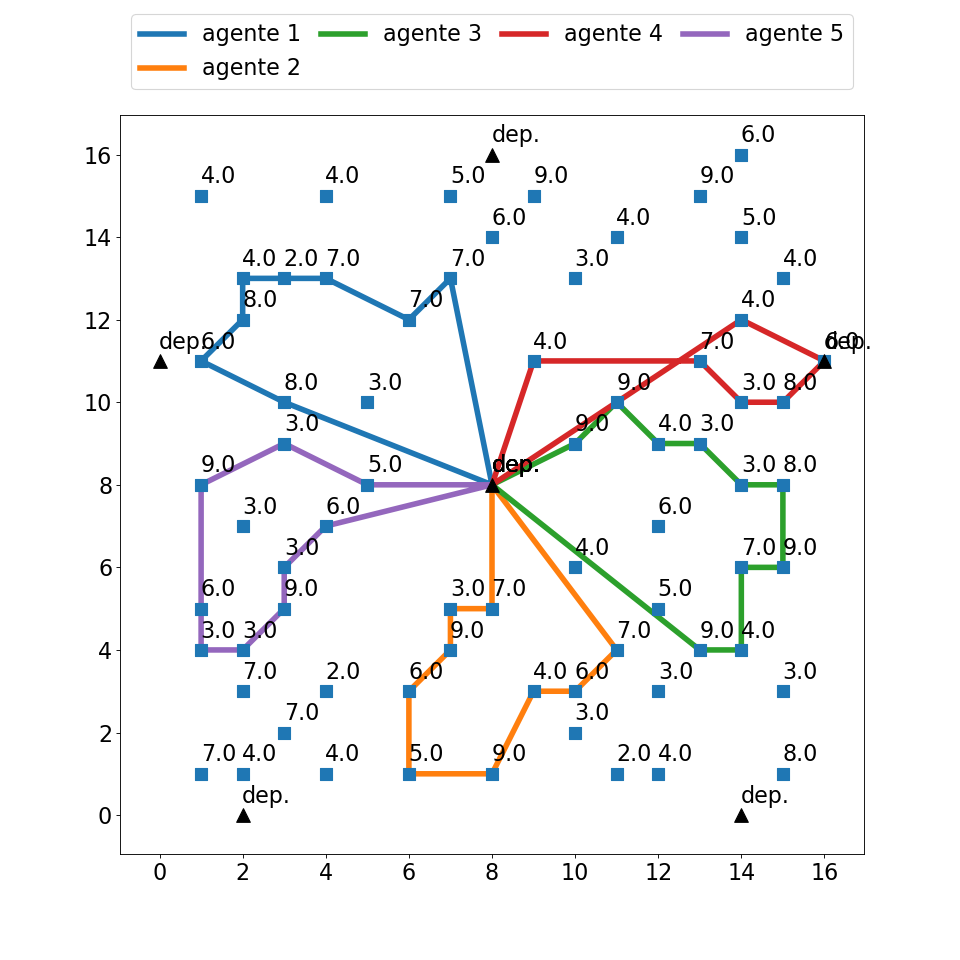 agente 1 agente 3 agente 4 agente 5
agente 2
dep.
6.0
16
4.0 4.0 5.0 9.0 9.0
6.0 4.0 5.0
14
4.0 2.0 7.0 7.0 3.0 4.0
8.0 7.0 4.0
12
dep. 6.0 4.0 7.0 6.0 dep.
8.0 3.0 9.0 3.0 8.0
10
3.0 9.0 4.0 3.0
9.0 5.0 dep. 3.0 8.0
8
3.0 6.0 6.0
3.0 4.0 7.0 9.0
6
6.0 9.0 3.0 7.0 5.0
3.0 3.0 9.0 7.0 9.0 4.0
4
7.0 2.0 6.0 4.0 6.0 3.0 3.0
7.0 3.0
2
7.0 4.0 4.0 5.0 9.0 2.0 4.0 8.0
dep. dep.
0
0 2 4 6 8 10 12 14 16